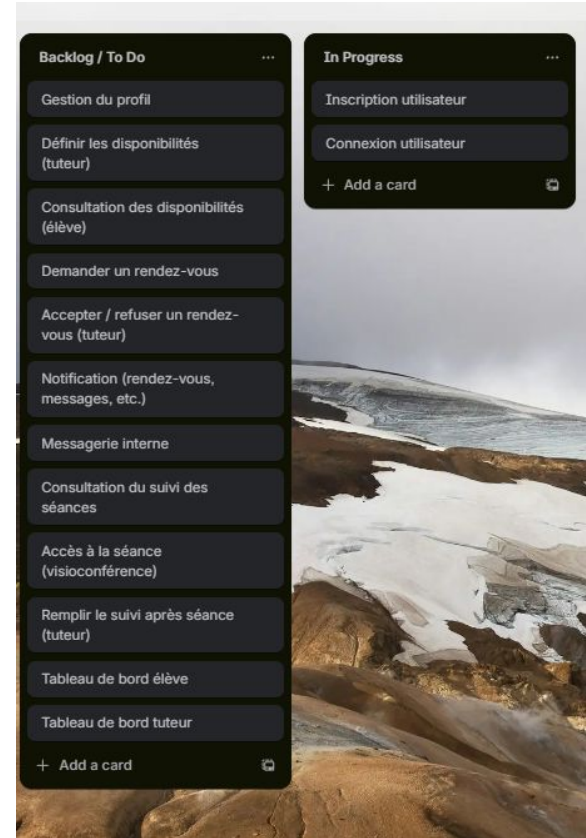 Backlog / To Do
Gestion du profil
Définir les disponibilités
(tuteur)
Consultation des disponibilités
(élève)
Demander un rendez-vous
Accepter / refuser un rendez-
vous (tuteur)
Notification (rendez-vous,
messages, etc.)
Messagerie interne
Consultation du suivi des
séances
Accès à la séance
(visioconférence)
Remplir le suivi après séance
(tuteur)
Tableau de bord élève
Tableau de bord tuteur
+ Add a card
In Progress
Inscription utilisateur
Connexion utilisateur
+ Add a card